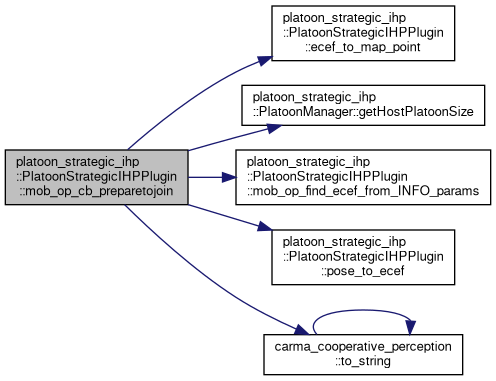 platoon_strategic_ihp
::PlatoonStrategicIHPPlugin
::ecef_to_map_point
platoon_strategic_ihp
::PlatoonManager::getHostPlatoonSize
platoon_strategic_ihp
::PlatoonStrategicIHPPlugin
::mob_op_cb_preparetojoin
platoon_strategic_ihp
::PlatoonStrategicIHPPlugin
::mob_op_find_ecef_from_INFO_params
platoon_strategic_ihp
::PlatoonStrategicIHPPlugin
::pose_to_ecef
carma_cooperative_perception
::to_string